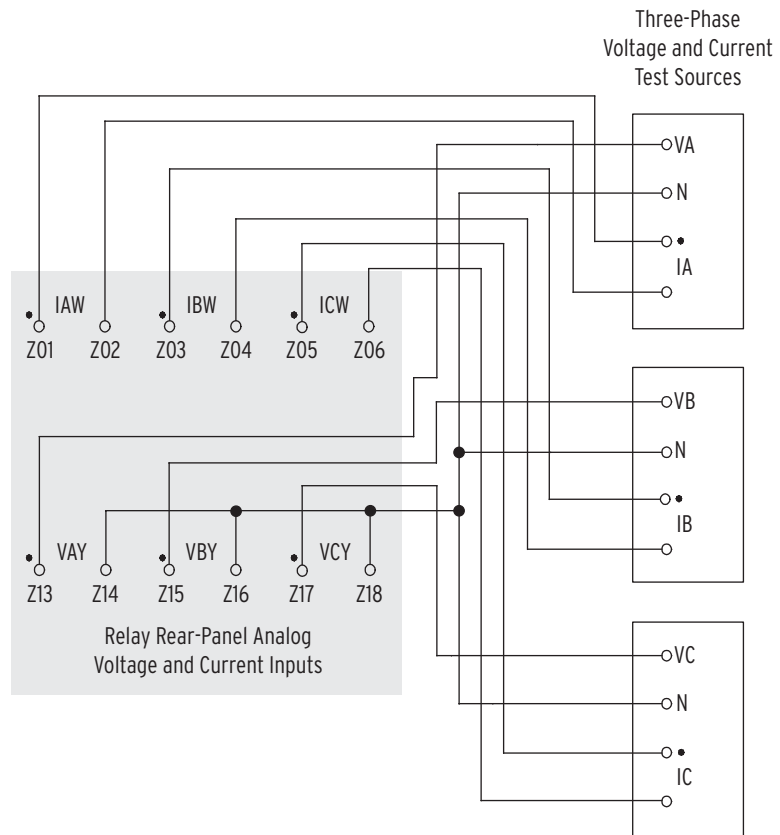 Three-Phase
Voltage and Current
Test Sources
VA
N
IA
IAW IBW ICW
Z01 Z02 Z03 Z04 Z05 Z06
VB
N
IB
VAY VBY VCY
Z13 Z14 Z15 Z16 Z17 Z18
Relay Rear-Panel Analog
Voltage and Current Inputs
VC
N
IC